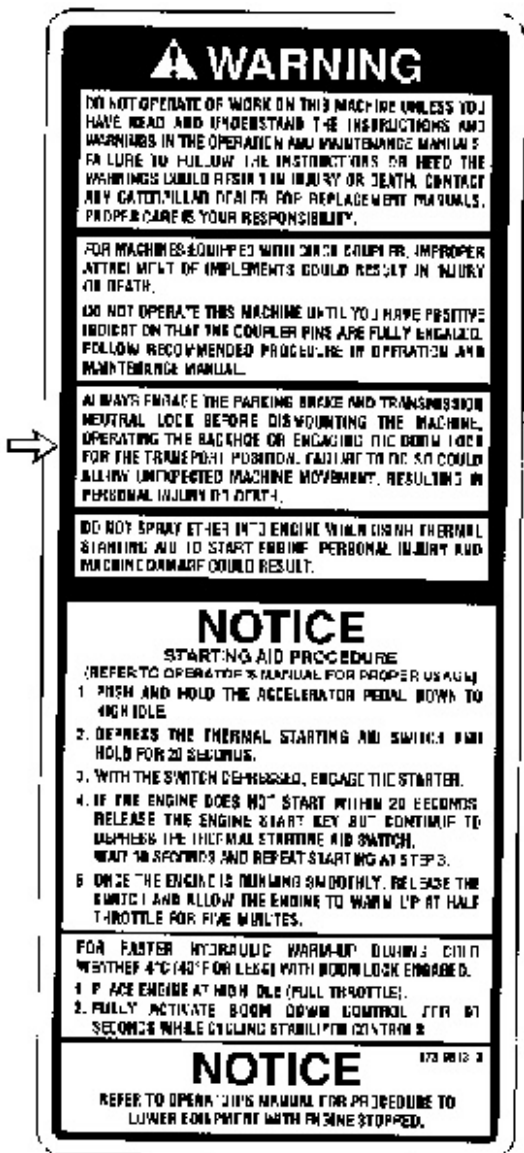 WARNING
DO NOT OPERATE OR WORK ON THIS MACHINE UNLESS YOU
HAVE READ AND UNDERSTAND THE INSTRUCTIONS AND
WARNINGS IN THE OPERATION AND MAINTENANCE MANUALS.
FAILURE TO FOLLOW THE INSTRUCTIONS OR HEED THE
WARNINGS COULD RESULT IN INJURY OR DEATH. CONTACT
ANY CATERPILLAR DEALER FOR REPLACEMENT MANUALS.
PROPER CARE IS YOUR RESPONSIBILITY.
FOR MACHINES EQUIPPED WITH QUICK COUPLER, IMPROPER
ATTACHMENT OF IMPLEMENTS COULD RESULT IN INJURY
OR DEATH.
DO NOT OPERATE THIS MACHINE UNTIL YOU HAVE POSITIVE
INDICATION THAT THE COUPLER PINS ARE FULLY ENGAGED.
FOLLOW RECOMMENDED PROCEDURE IN OPERATION AND
MAINTENANCE MANUAL.
ALWAYS ENGAGE THE PARKING BRAKE AND TRANSMISSION
NEUTRAL LOCK BEFORE DISMOUNTING THE MACHINE,
OPERATING THE BACKHOE OR ENGAGING THE BOOM LOCK
FOR THE TRANSPORT POSITION. FAILURE TO DO SO COULD
ALLOW UNEXPECTED MACHINE MOVEMENT, RESULTING IN
PERSONAL INJURY OR DEATH.
DO NOT SPRAY ETHER INTO ENGINE WHEN USING THERMAL
STARTING AID TO START ENGINE. PERSONAL INJURY AND
MACHINE DAMAGE COULD RESULT.
NOTICE
STARTING AID PROCEDURE
(REFER TO OPERATOR'S MANUAL FOR PROPER USAGE)
1. PUSH AND HOLD THE ACCELERATOR PEDAL DOWN TO
HIGH IDLE.
2. DEPRESS THE THERMAL STARTING AID SWITCH AND
HOLD FOR 20 SECONDS.
3. WITH THE SWITCH DEPRESSED, ENGAGE THE STARTER.
4. IF THE ENGINE DOES NOT START WITHIN 20 SECONDS
RELEASE THE ENGINE START KEY BUT CONTINUE TO
DEPRESS THE THERMAL STARTING AID SWITCH.
WAIT SECONDS AND REPEAT STARTING AT STEP 3.
5. ONCE THE ENGINE IS RUNNING SMOOTHLY, RELEASE THE
SWITCH AND ALLOW THE ENGINE TO WARM UP AT HALF
THROTTLE FOR FIVE MINUTES.
FOR FASTER HYDRAULIC WARM-UP DURING COLD
WEATHER 4°C (40°F OR LESS) WITH BOOM LOCK ENGAGED.
1. PLACE ENGINE AT HIGH IDLE (FULL THROTTLE).
2. FULLY ACTIVATE BOOM DOWN CONTROL FOR
SECONDS WHILE CYCLING STABILIZER CONTROLS
NOTICE
REFER TO OPERATOR'S MANUAL FOR PROCEDURE TO
LOWER EQUIPMENT WITH ENGINE STOPPED.